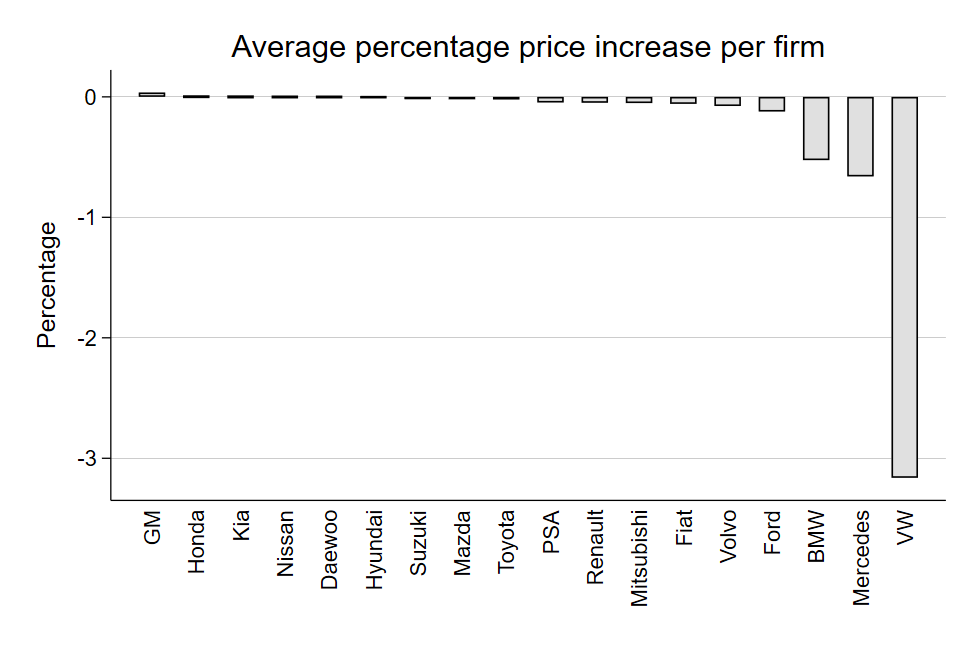 Average percentage price increase per firm
Percentage
0
-1
-2
-3
GM
Honda
Kia
Nissan
Daewoo
Hyundai
Suzuki
Mazda
Toyota
PSA
Renault
Mitsubishi
Fiat
Volvo
Ford
BMW
Mercedes
VW